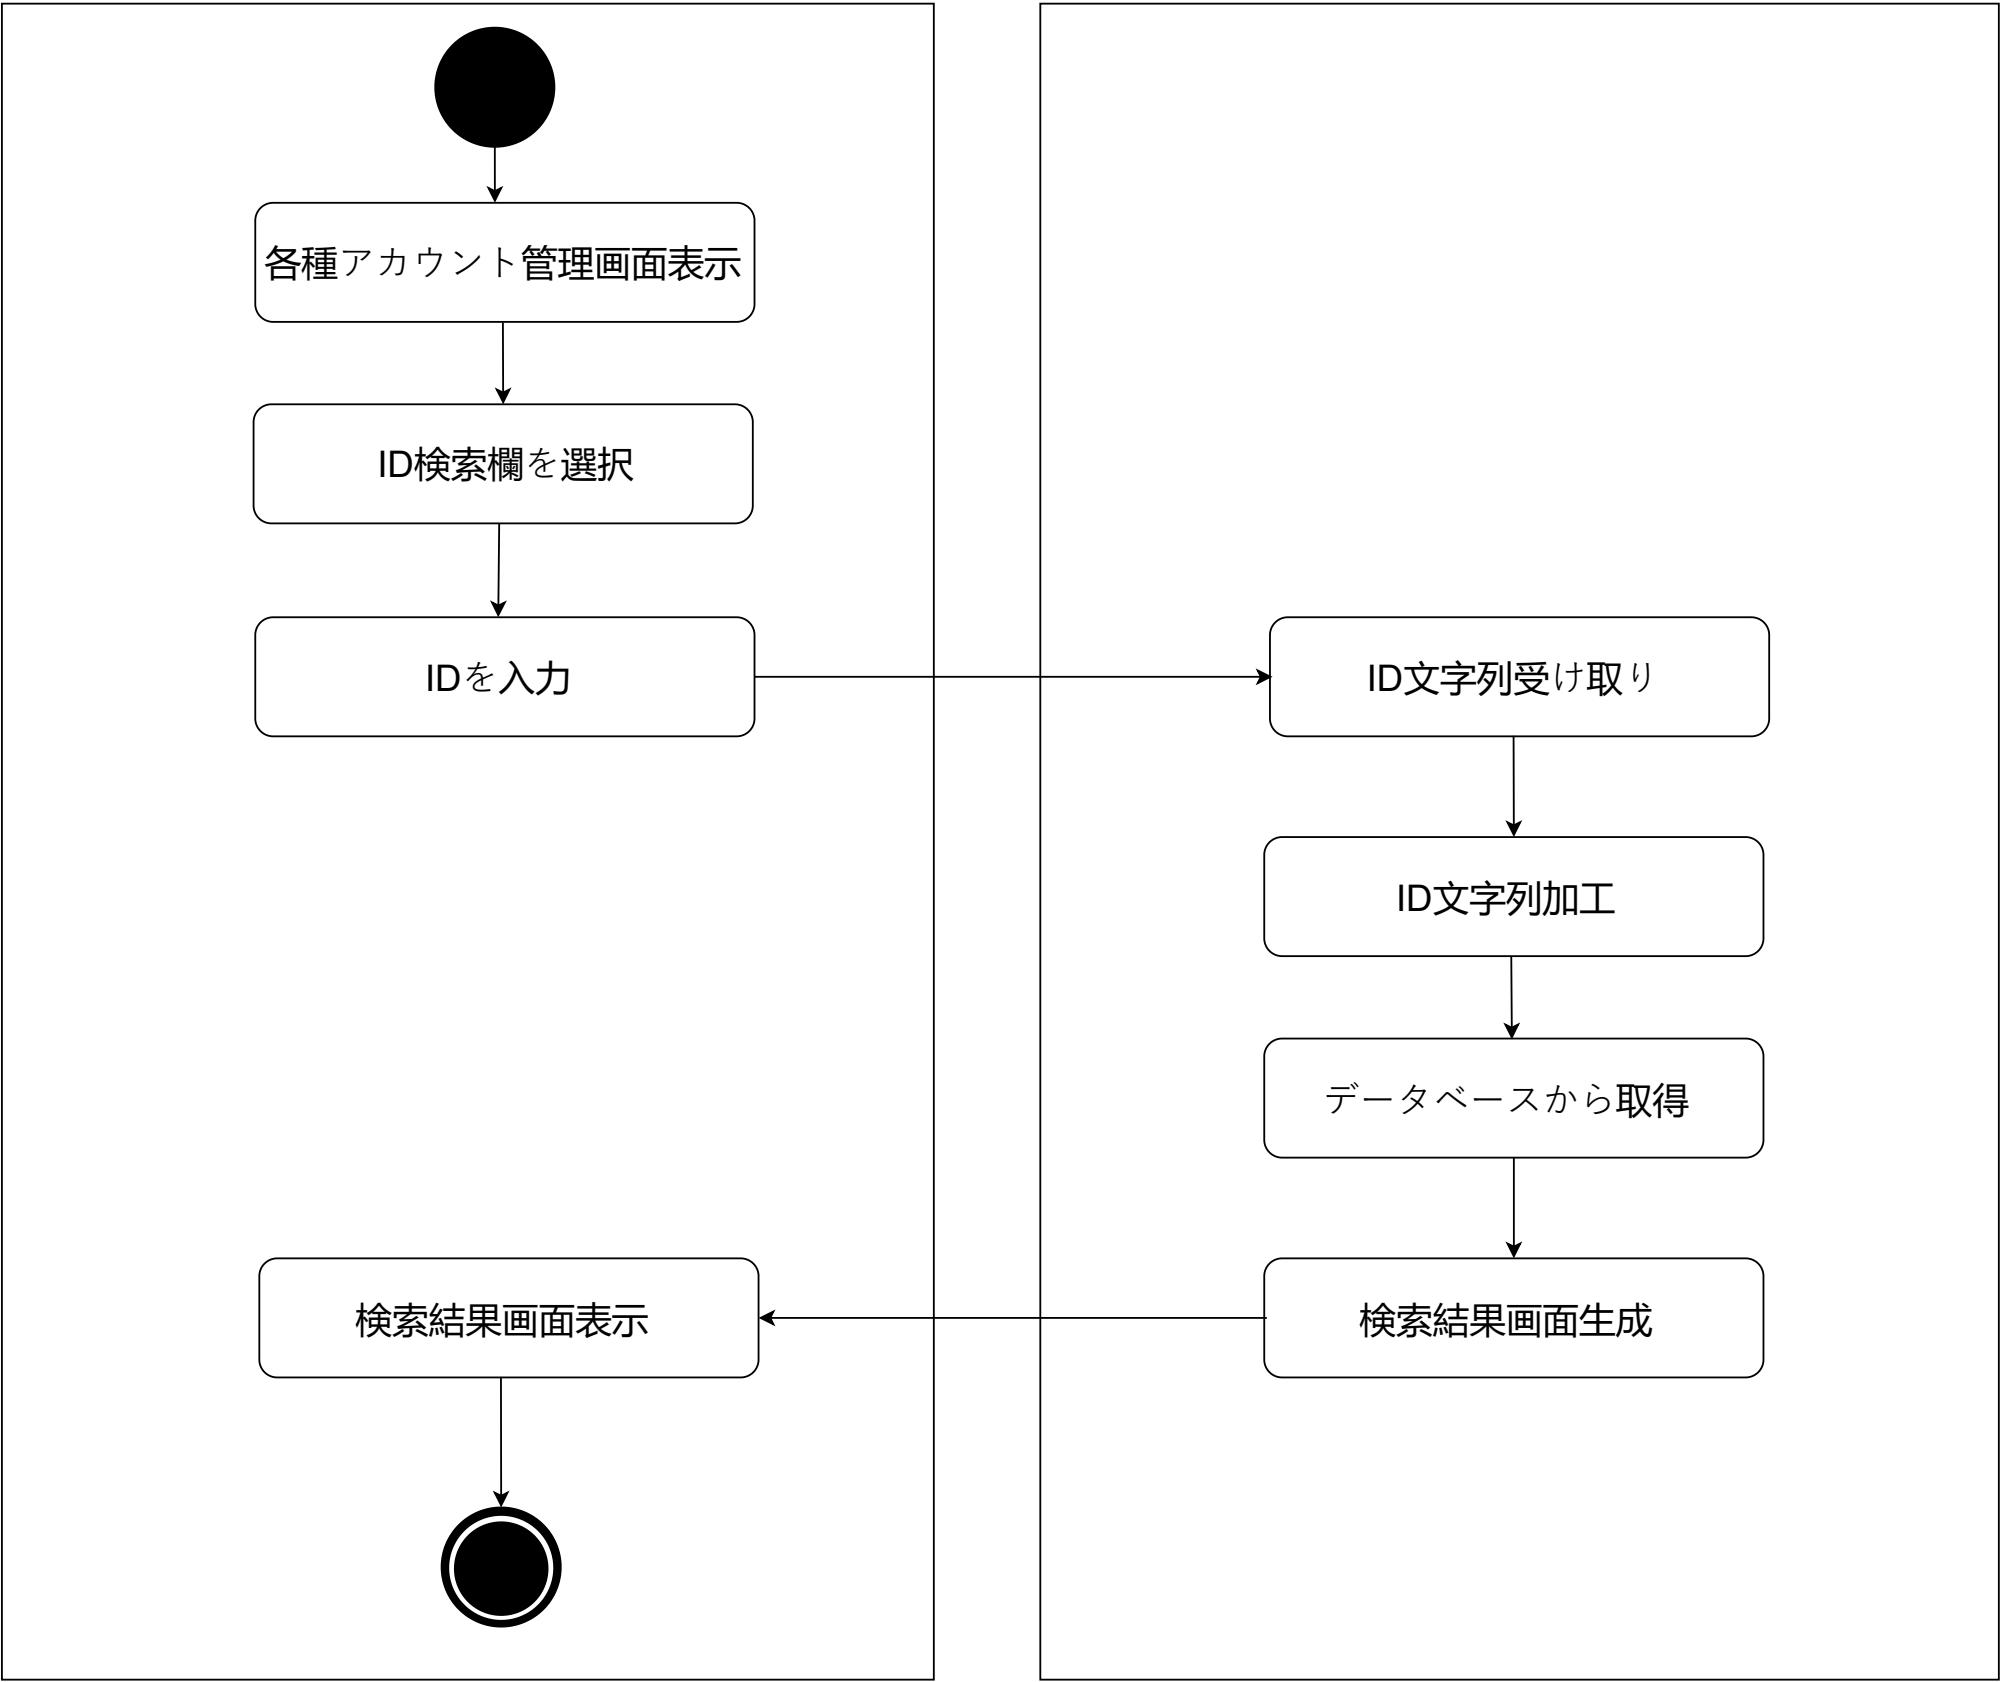 各種アカウント管理画面表示
ID検索欄を選択
IDを入力
ID文字列受け取り
ID文字列加工
データベースから取得
検索結果画面生成
検索結果画面表示